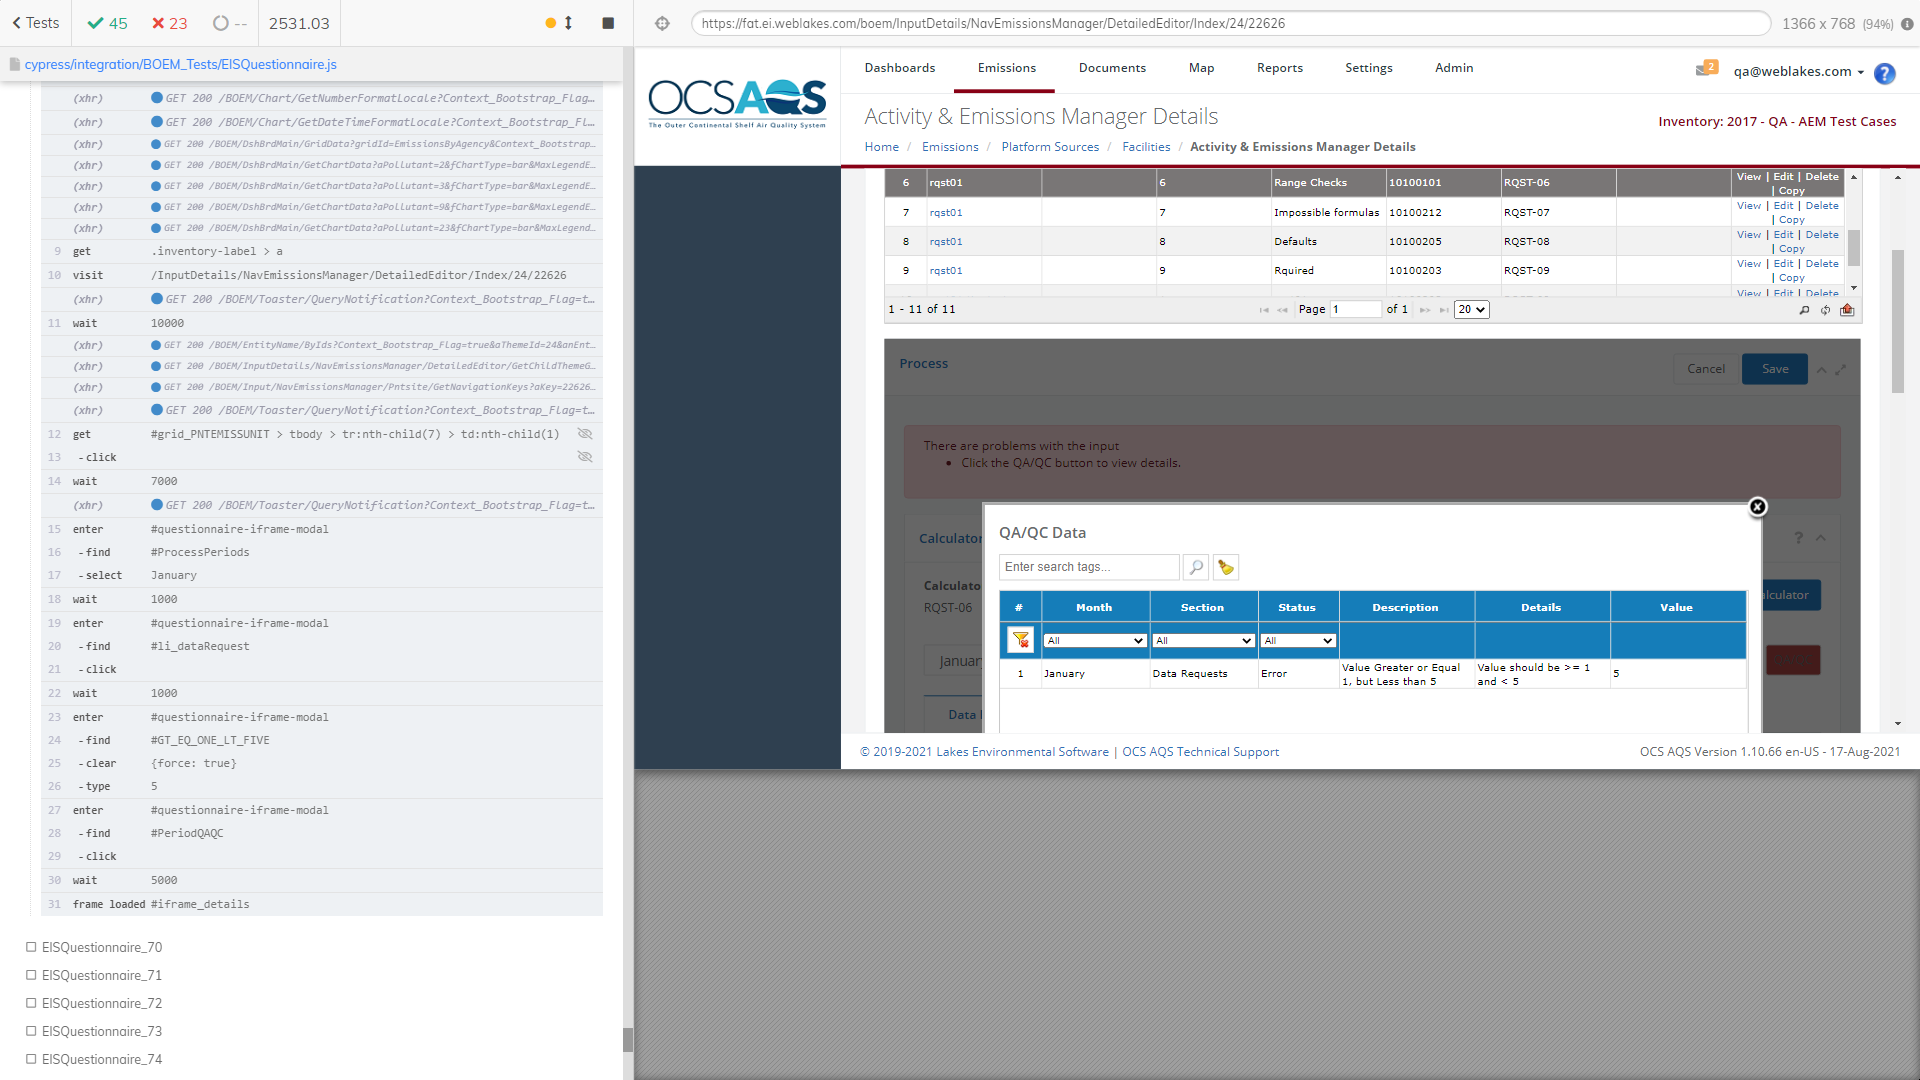 Tests
45
23
--
2531.03
https://fat.ei.weblakes.com/boem/InputDetails/NavEmissionsManager/DetailedEditor/Index/24/22626
1366 x 768 (94%)
cypress/integration/BOEM_Tests/EISQuestionnaire.js
(xhr) GET 200 /BOEM/Chart/GetNumberFormatLocale?Context_Bootstrap_Flag...
(xhr) GET 200 /BOEM/Chart/GetDateTimeFormatLocale?Context_Bootstrap_Fl...
(xhr) GET 200 /BOEM/DshBrdMain/GridData?gridId=EmissionsByAgency&Context_Bootstrap...
(xhr) GET 200 /BOEM/DshBrdMain/GetChartData?aPollutant=2&fChartType=bar&MaxLegendE...
(xhr) GET 200 /BOEM/DshBrdMain/GetChartData?aPollutant=3&fChartType=bar&MaxLegendE...
(xhr) GET 200 /BOEM/DshBrdMain/GetChartData?aPollutant=9&fChartType=bar&MaxLegendE...
(xhr) GET 200 /BOEM/DshBrdMain/GetChartData?aPollutant=23&fChartType=bar&MaxLegend...
9 get .inventory-label > a
10 visit /InputDetails/NavEmissionsManager/DetailedEditor/Index/24/22626
(xhr) GET 200 /BOEM/Toaster/QueryNotification?Context_Bootstrap_Flag=t...
11 wait 10000
(xhr) GET 200 /BOEM/EntityName/ByIds?Context_Bootstrap_Flag=true&aThemeId=24&anEnt...
(xhr) GET 200 /BOEM/InputDetails/NavEmissionsManager/DetailedEditor/GetChildThemeG...
(xhr) GET 200 /BOEM/Input/NavEmissionsManager/Pntsite/GetNavigationKeys?aKey=22626...
(xhr) GET 200 /BOEM/Toaster/QueryNotification?Context_Bootstrap_Flag=t...
12 get #grid_PNTEMISSUNIT > tbody > tr:nth-child(7) > td:nth-child(1)
13 -click
14 wait 7000
(xhr) GET 200 /BOEM/Toaster/QueryNotification?Context_Bootstrap_Flag=t...
15 enter #questionnaire-iframe-modal
16 -find #ProcessPeriods
17 -select January
18 wait 1000
19 enter #questionnaire-iframe-modal
20 -find #li_dataRequest
21 -click
22 wait 1000
23 enter #questionnaire-iframe-modal
24 -find #GT_EQ_ONE_LT_FIVE
25 -clear {force: true}
26 -type 5
27 enter #questionnaire-iframe-modal
28 -find #PeriodQAQC
29 -click
30 wait 5000
31 frame loaded #iframe_details
EISQuestionnaire_70
EISQuestionnaire_71
EISQuestionnaire_72
EISQuestionnaire_73
EISQuestionnaire_74
OCSAQS
The Outer Continental Shelf Air Quality System
Dashboards Emissions Documents Map Reports Settings Admin
2
qa@weblakes.com
?
Activity & Emissions Manager Details
Inventory: 2017 - QA - AEM Test Cases
Home / Emissions / Platform Sources / Facilities / Activity & Emissions Manager Details
6 rqst01 6 Range Checks 10100101 RQST-06 View | Edit | Delete | Copy
7 rqst01 7 Impossible formulas 10100212 RQST-07 View | Edit | Delete | Copy
8 rqst01 8 Defaults 10100205 RQST-08 View | Edit | Delete | Copy
9 rqst01 9 Rquired 10100203 RQST-09 View | Edit | Delete | Copy
View | Edit | Delete
1 - 11 of 11
Page 1 of 1
20
Process
Cancel
Save
There are problems with the input
• Click the QA/QC button to view details.
Calculator
?
Calculato
RQST-06
lculator
January
Data
QA/QC Data
Enter search tags...
# Month Section Status Description Details Value
All All All
1 January Data Requests Error Value Greater or Equal 1, but Less than 5 Value should be >= 1 and < 5 5
© 2019-2021 Lakes Environmental Software | OCS AQS Technical Support
OCS AQS Version 1.10.66 en-US - 17-Aug-2021